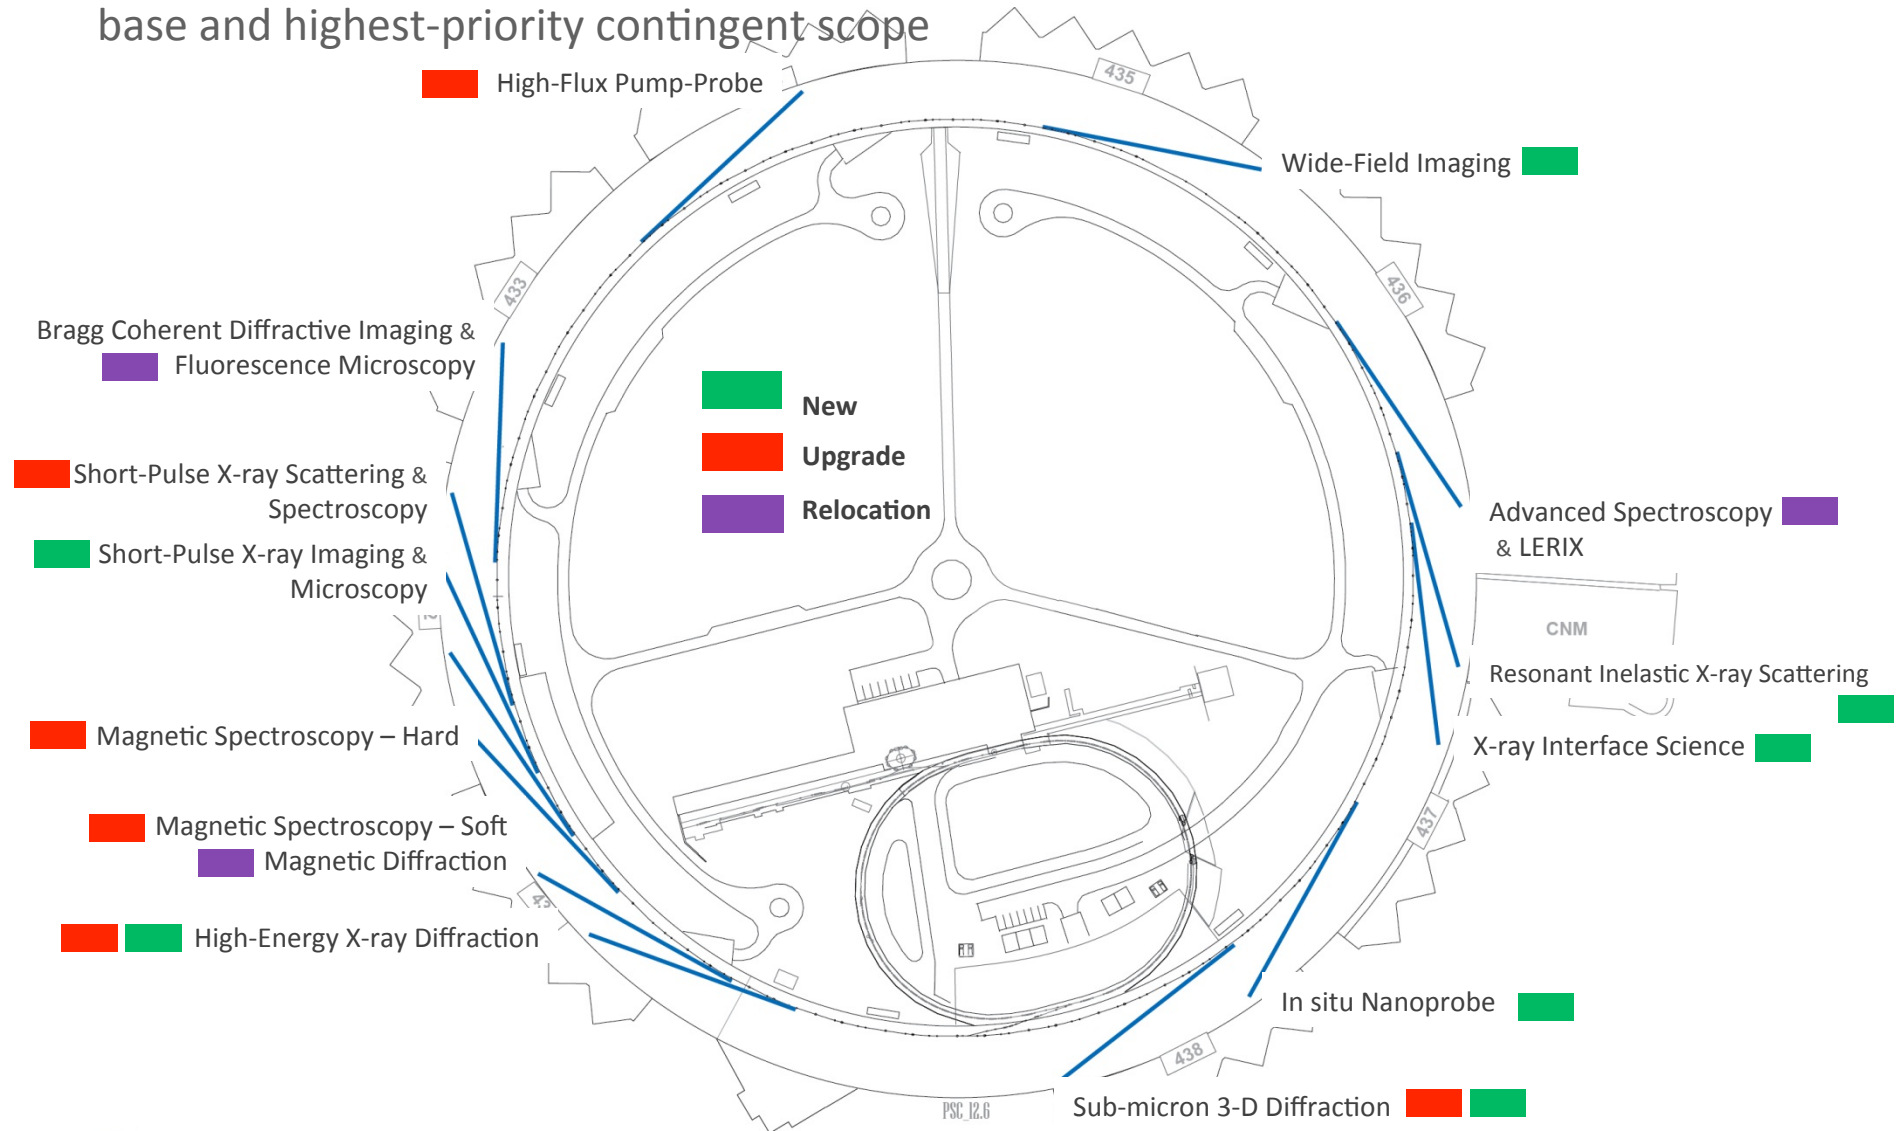 base and highest-priority contingent scope
High-Flux Pump-Probe
435
Wide-Field Imaging
433
436
Bragg Coherent Diffractive Imaging &
Fluorescence Microscopy
New
Upgrade
Relocation
Short-Pulse X-ray Scattering &
Spectroscopy
Short-Pulse X-ray Imaging &
Microscopy
Advanced Spectroscopy
& LERIX
CNM
Resonant Inelastic X-ray Scattering
X-ray Interface Science
Magnetic Spectroscopy – Hard
Magnetic Spectroscopy – Soft
Magnetic Diffraction
437
High-Energy X-ray Diffraction
In situ Nanoprobe
438
Sub-micron 3-D Diffraction
PSC_12.6